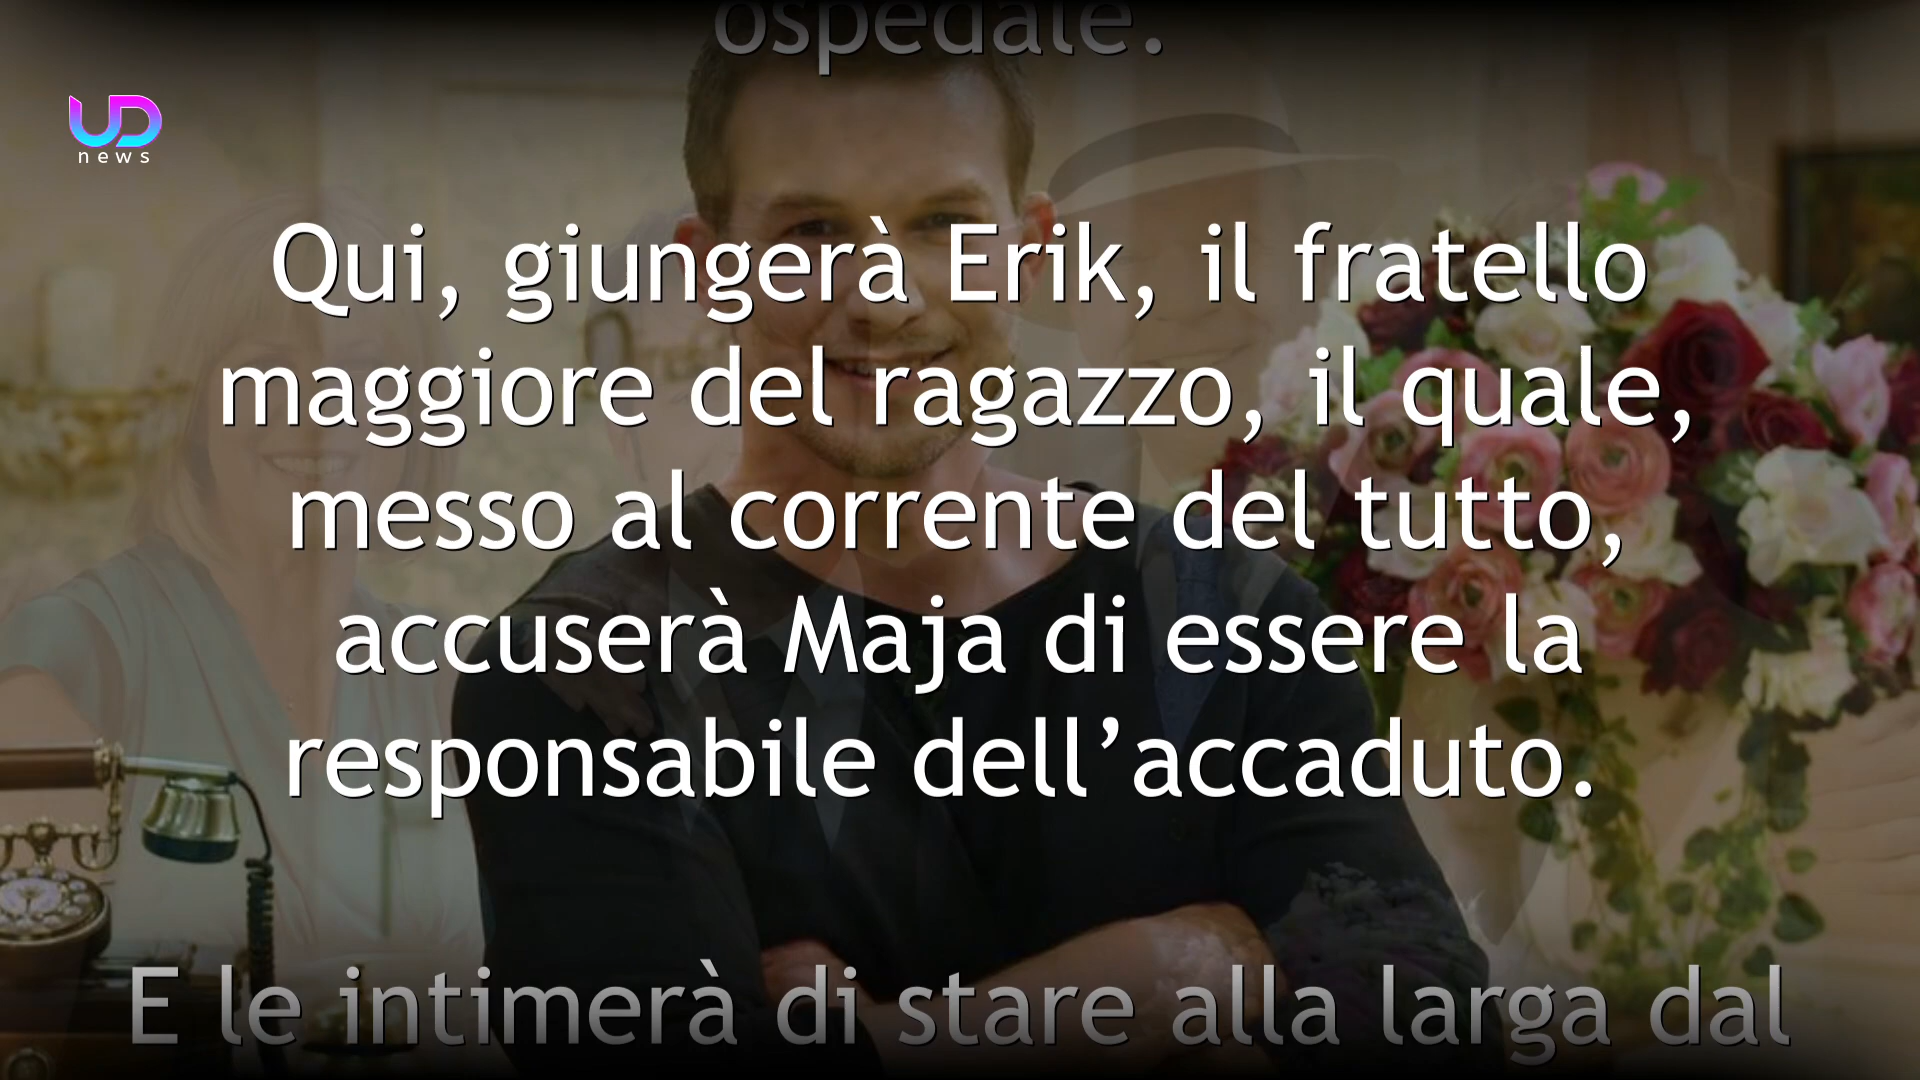 ospedale.
UD
news
Qui, giungerà Erik, il fratello
maggiore del ragazzo, il quale,
messo al corrente del tutto,
accuserà Maja di essere la
responsabile dell’accaduto.
E le intimerà di stare alla larga dal